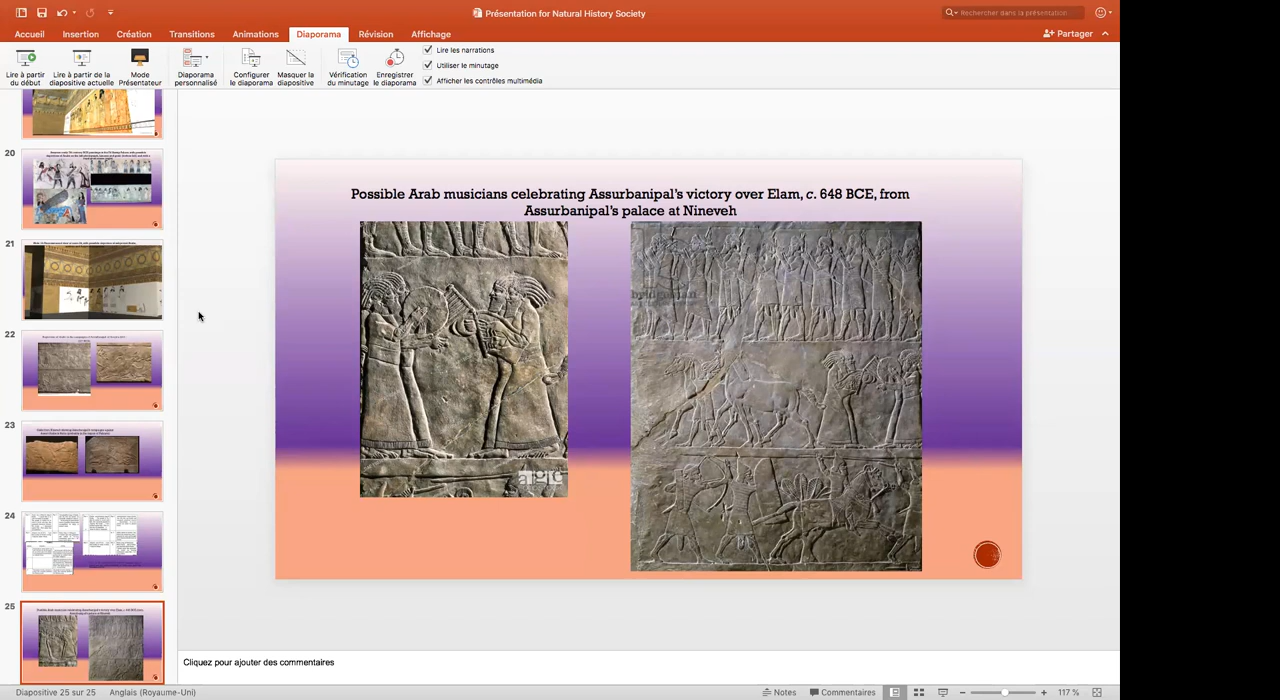 Présentation for Natural History Society
Rechercher dans la présentation
Accueil
Insertion
Création
Transitions
Animations
Diaporama
Révision
Affichage
Partager
Lire à partir
du début
Lire à partir de la
diapositive actuelle
Mode
Présentateur
Diaporama
personnalisé
Configurer
le diaporama
Masquer la
diapositive
Vérification
du minutage
Enregistrer
le diaporama
Lire les narrations
Utiliser le minutage
Afficher les contrôles multimédia
20
21
22
23
24
25
Possible Arab musicians celebrating Assurbanipal's victory over Elam, c. 648 BCE, from
Assurbanipal's palace at Nineveh
Cliquez pour ajouter des commentaires
Diapositive 25 sur 25
Anglais (Royaume-Uni)
Notes
Commentaires
117 %